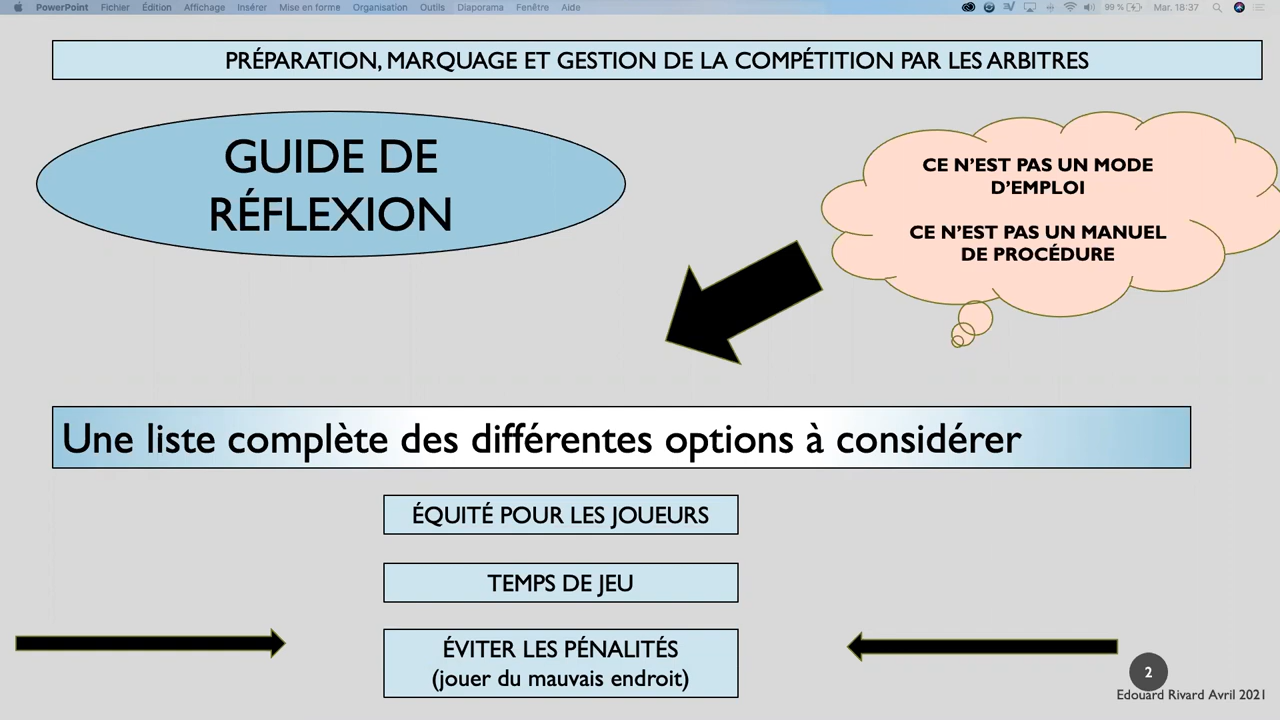 PowerPoint Fichier Édition Affichage Insérer Mise en forme Organisation Outils Diaporama Fenêtre Aide 99 % Mar. 18:37
PRÉPARATION, MARQUAGE ET GESTION DE LA COMPÉTITION PAR LES ARBITRES
GUIDE DE
RÉFLEXION
CE N’EST PAS UN MODE
D’EMPLOI
CE N’EST PAS UN MANUEL
DE PROCÉDURE
Une liste complète des différentes options à considérer
ÉQUITÉ POUR LES JOUEURS
TEMPS DE JEU
ÉVITER LES PÉNALITÉS
(jouer du mauvais endroit)
2
Edouard Rivard Avril 2021